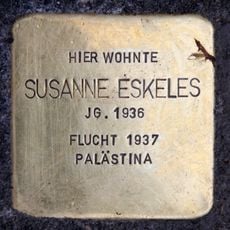 HIER WOHNTE
SUSANNE ESKELES
JG. 1936
FLUCHT 1937
PALÄSTINA